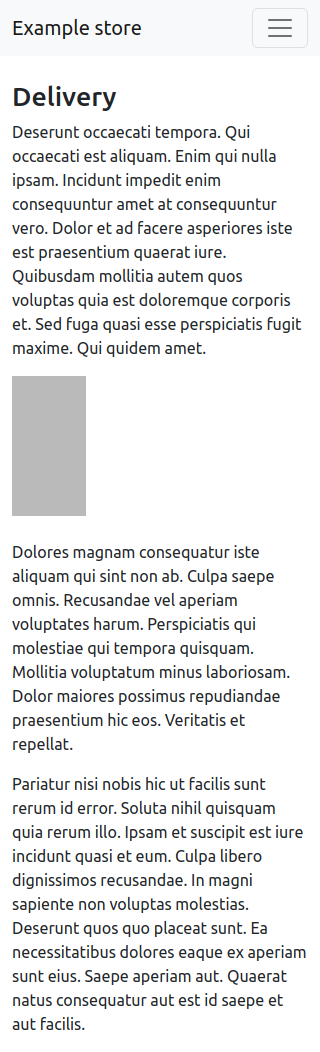 Example store
Delivery
Deserunt occaecati tempora. Qui
occaecati est aliquam. Enim qui nulla
ipsam. Incidunt impedit enim
consequuntur amet at consequuntur
vero. Dolor et ad facere asperiores iste
est praesentium quaerat iure.
Quibusdam mollitia autem quos
voluptas quia est doloremque corporis
et. Sed fuga quasi esse perspiciatis fugit
maxime. Qui quidem amet.
Dolores magnam consequatur iste
aliquam qui sint non ab. Culpa saepe
omnis. Recusandae vel aperiam
voluptates harum. Perspiciatis qui
molestiae qui tempora quisquam.
Mollitia voluptatum minus laboriosam.
Dolor maiores possimus repudiandae
praesentium hic eos. Veritatis et
repellat.
Pariatur nisi nobis hic ut facilis sunt
rerum id error. Soluta nihil quisquam
quia rerum illo. Ipsam et suscipit est iure
incidunt quasi et eum. Culpa libero
dignissimos recusandae. In magni
sapiente non voluptas molestias.
Deserunt quos quo placeat sunt. Ea
necessitatibus dolores eaque ex aperiam
sunt eius. Saepe aperiam aut. Quaerat
natus consequatur aut est id saepe et
aut facilis.